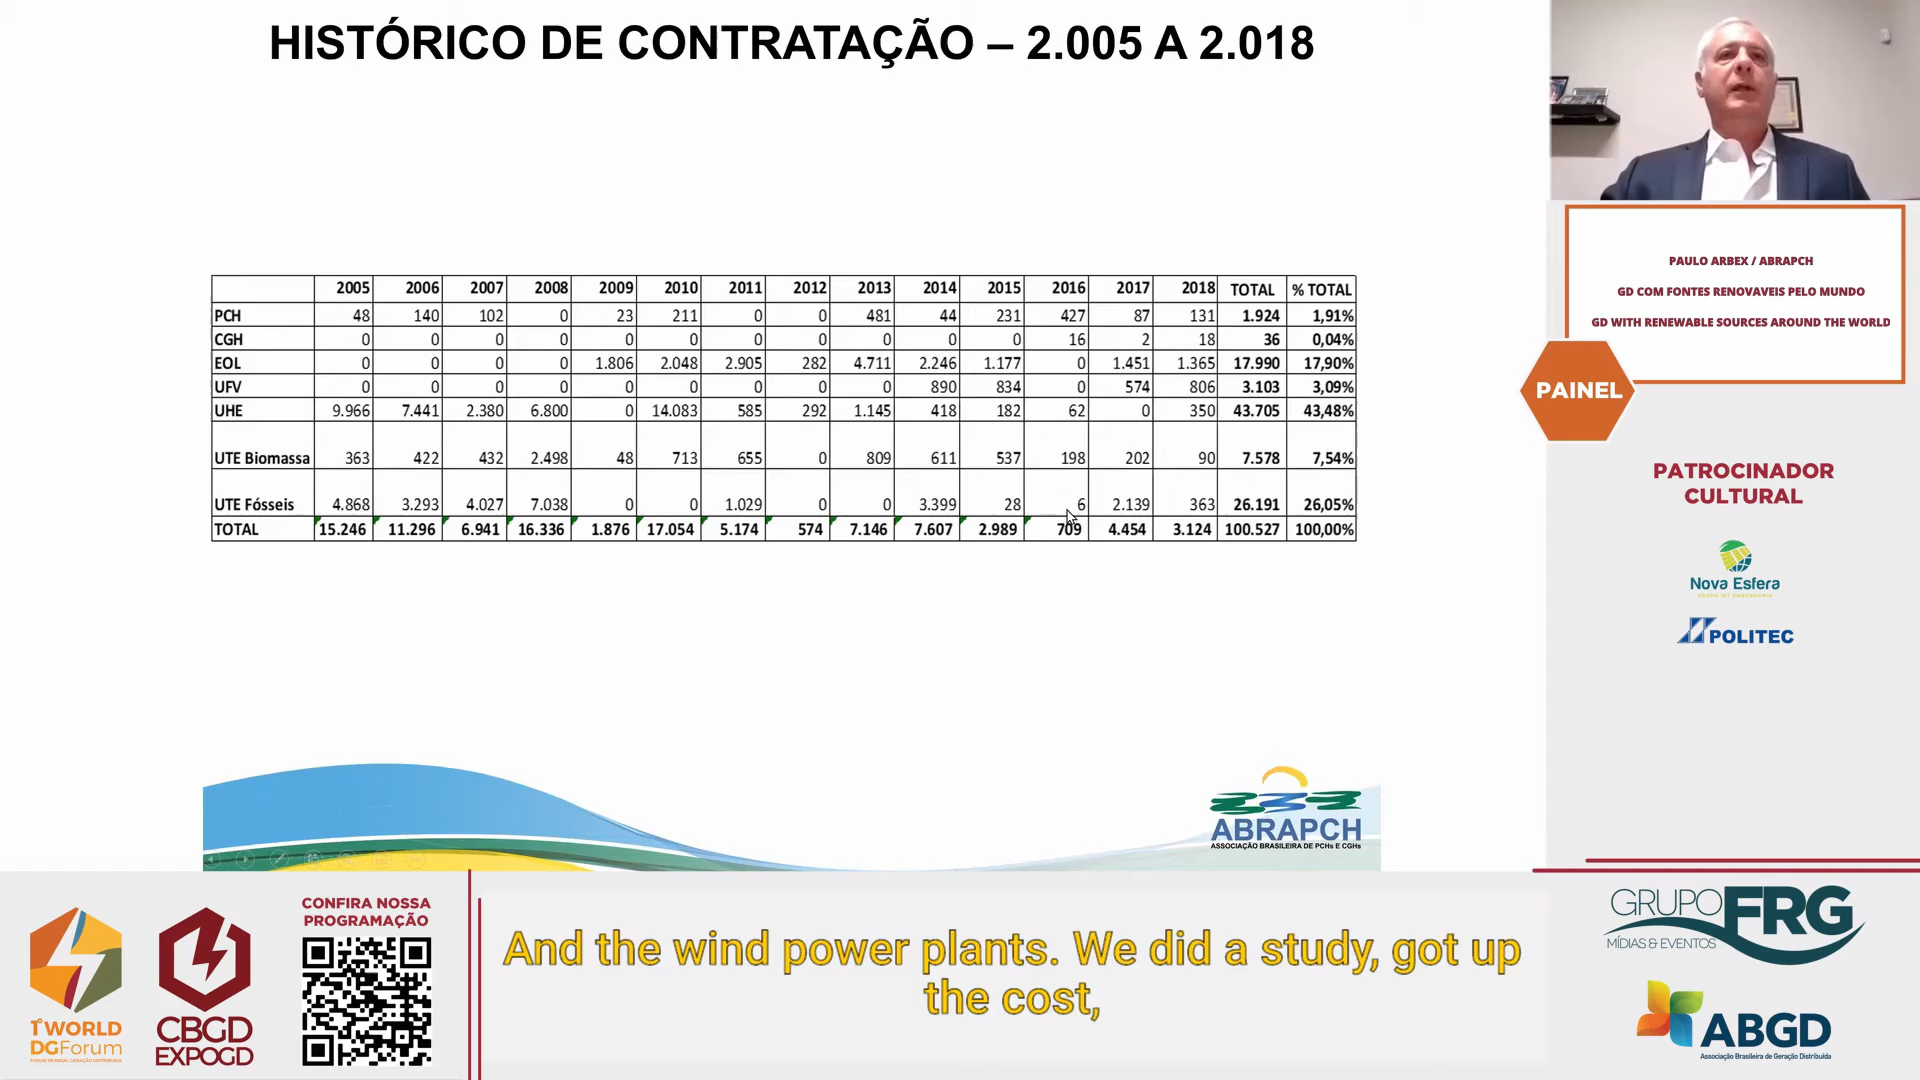 HISTÓRICO DE CONTRATAÇÃO – 2.005 A 2.018
2005 2006 2007 2008 2009 2010 2011 2012 2013 2014 2015 2016 2017 2018 TOTAL % TOTAL
PCH 48 140 102 0 23 211 0 0 481 44 231 427 87 131 1.924 1,91%
CGH 0 0 0 0 0 0 0 0 0 0 0 16 2 18 36 0,04%
EOL 0 0 0 0 1.806 2.048 2.905 282 4.711 2.246 1.177 0 1.451 1.365 17.990 17,90%
UFV 0 0 0 0 0 0 0 0 0 890 834 0 574 806 3.103 3,09%
UHE 9.966 7.441 2.380 6.800 0 14.083 585 292 1.145 418 182 62 0 350 43.705 43,48%
UTE Biomassa 363 422 432 2.498 48 713 655 0 809 611 537 198 202 90 7.578 7,54%
UTE Fósseis 4.868 3.293 4.027 7.038 0 0 1.029 0 0 3.399 28 6 2.139 363 26.191 26,05%
TOTAL 15.246 11.296 6.941 16.336 1.876 17.054 5.174 574 7.146 7.607 2.989 709 4.454 3.124 100.527 100,00%
ABRAPCH
ASSOCIAÇÃO BRASILEIRA DE PCHs E CGHs
PAULO ARBEX / ABRAPCH
GD COM FONTES RENOVAVEIS PELO MUNDO
GD WITH RENEWABLE SOURCES AROUND THE WORLD
PAINEL
PATROCINADOR
CULTURAL
Nova Esfera
GRUPO WT ENGENHARIA
POLITEC
1º WORLD
DGForum
FORUM MUNDIAL GERAÇÃO DISTRIBUÍDA
CBGD
EXPOGD
CONFIRA NOSSA
PROGRAMAÇÃO
And the wind power plants. We did a study, got up
the cost,
GRUPO FRG
MÍDIAS & EVENTOS
ABGD
Associação Brasileira de Geração Distribuída